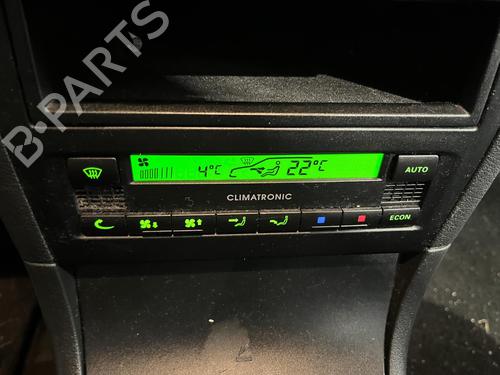 B-PARTS
4°C 22°C
AUTO
CLIMATRONIC
ECON